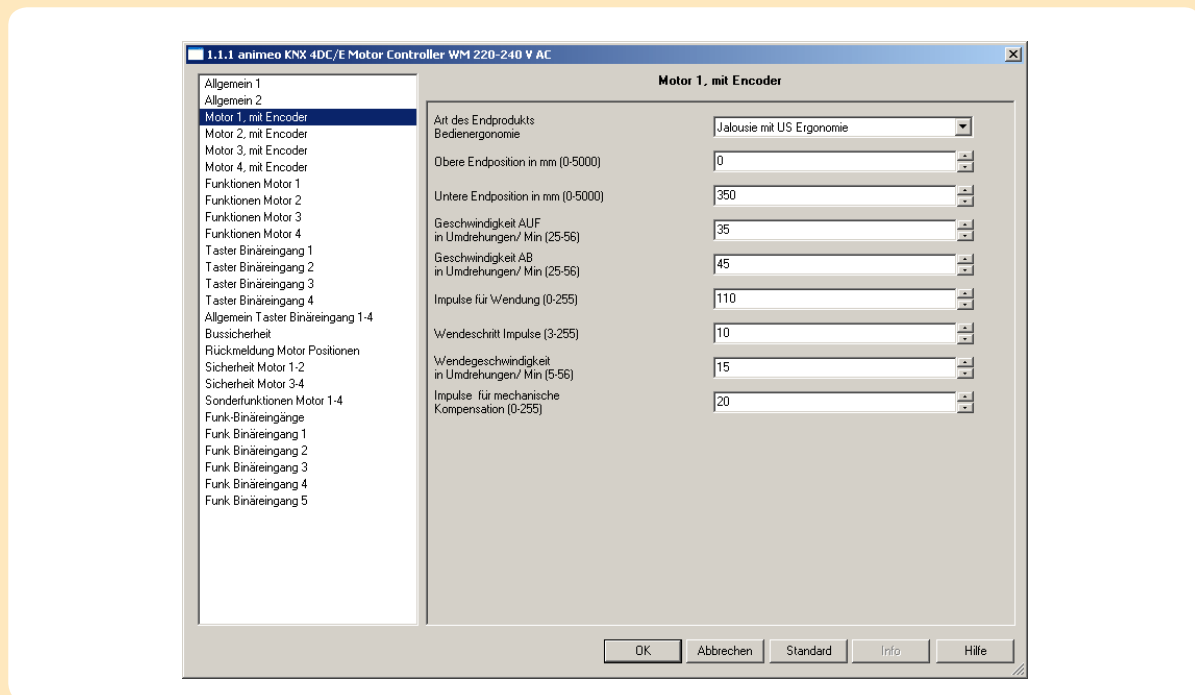 1.1.1 animeo KNX 4DC/E Motor Controller WM 220-240 V AC
Allgemein 1
Allgemein 2
Motor 1, mit Encoder
Motor 2, mit Encoder
Motor 3, mit Encoder
Motor 4, mit Encoder
Funktionen Motor 1
Funktionen Motor 2
Funktionen Motor 3
Funktionen Motor 4
Taster Binäreingang 1
Taster Binäreingang 2
Taster Binäreingang 3
Taster Binäreingang 4
Allgemein Taster Binäreingang 1-4
Bussicherheit
Rückmeldung Motor Positionen
Sicherheit Motor 1-2
Sicherheit Motor 3-4
Sonderfunktionen Motor 1-4
Funk-Binäreingänge
Funk Binäreingang 1
Funk Binäreingang 2
Funk Binäreingang 3
Funk Binäreingang 4
Funk Binäreingang 5
Motor 1, mit Encoder
Art des Endprodukts
Bedienergonomie
Jalousie mit US Ergonomie
Obere Endposition in mm (0-5000)
0
Untere Endposition in mm (0-5000)
350
Geschwindigkeit AUF
in Umdrehungen/ Min (25-56)
35
Geschwindigkeit AB
in Umdrehungen/ Min (25-56)
45
Impulse für Wendung (0-255)
110
Wendeschritt Impulse (3-255)
10
Wendegeschwindigkeit
in Umdrehungen/ Min (5-56)
15
Impulse für mechanische
Kompensation (0-255)
20
OK
Abbrechen
Standard
Info
Hilfe